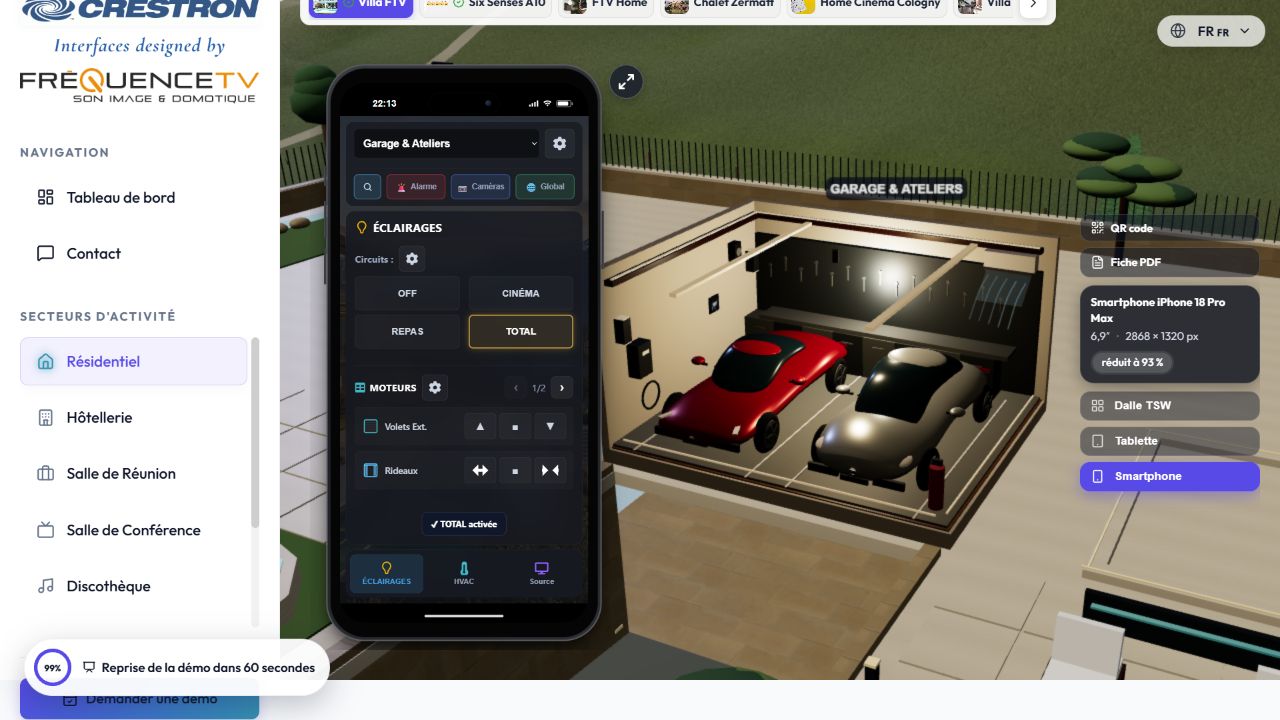 CRESTRON
Interfaces designed by
FRÉQUENCETV
SON IMAGE & DOMOTIQUE
NAVIGATION
Tableau de bord
Contact
SECTEURS D'ACTIVITÉ
Résidentiel
Hôtellerie
Salle de Réunion
Salle de Conférence
Discothèque
99%
Reprise de la démo dans 60 secondes
Demander une démo
Villa FTV
Six Senses A10
FTV Home
Chalet Zermatt
Home Cinéma Cologny
Villa
FR FR
22:13
Garage & Ateliers
Alarme
Caméras
Global
ÉCLAIRAGES
Circuits :
OFF
CINÉMA
REPAS
TOTAL
MOTEURS
1/2
Volets Ext.
Rideaux
✓ TOTAL activée
ÉCLAIRAGES
HVAC
Source
GARAGE & ATELIERS
QR code
Fiche PDF
Smartphone iPhone 18 Pro
Max
6,9″ · 2868 × 1320 px
réduit à 93 %
Dalle TSW
Tablette
Smartphone